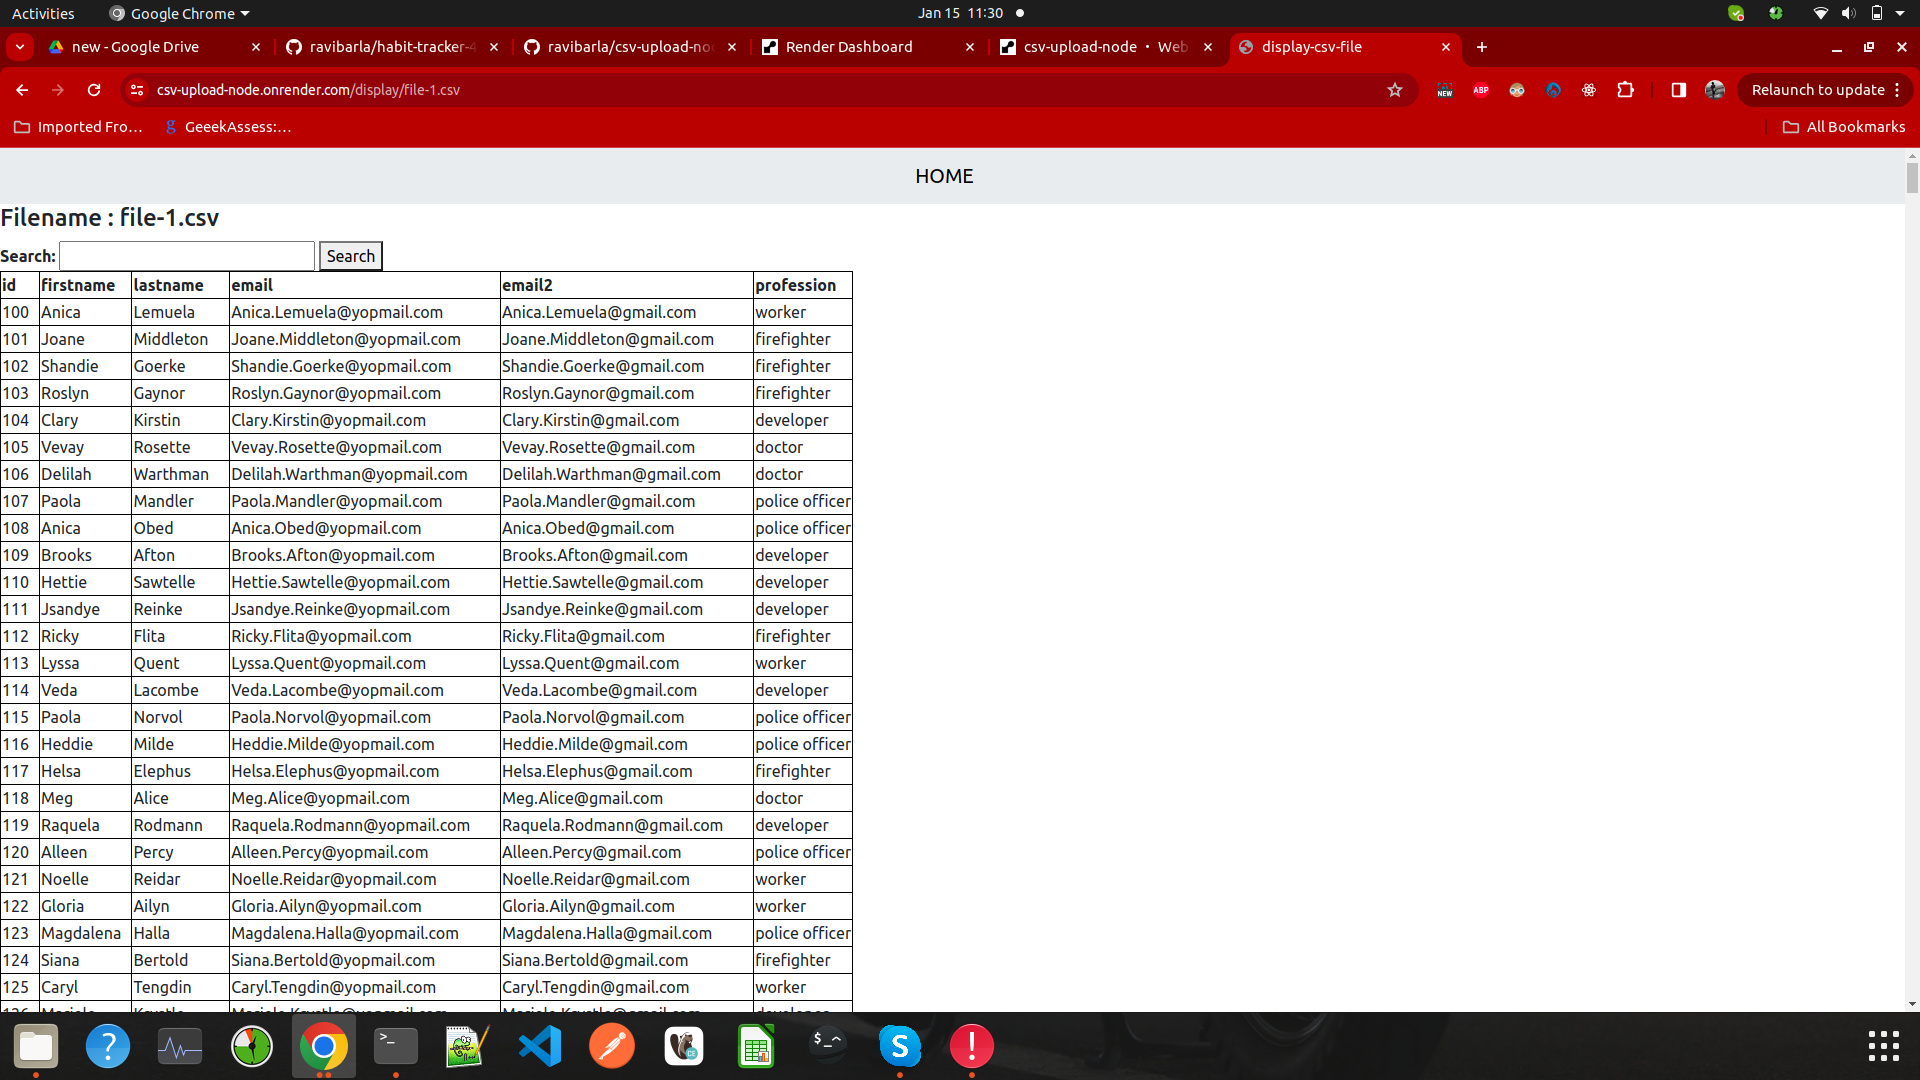 Activities Google Chrome Jan 15 11:30
new - Google Drive ravibarla/habit-tracker-4 ravibarla/csv-upload-no Render Dashboard csv-upload-node · Web display-csv-file
csv-upload-node.onrender.com/display/file-1.csv NEW ABP Relaunch to update
Imported Fro... g GeeekAssess:... All Bookmarks
HOME
Filename : file-1.csv
Search: Search
id firstname lastname email email2 profession
100 Anica Lemuela Anica.Lemuela@yopmail.com Anica.Lemuela@gmail.com worker
101 Joane Middleton Joane.Middleton@yopmail.com Joane.Middleton@gmail.com firefighter
102 Shandie Goerke Shandie.Goerke@yopmail.com Shandie.Goerke@gmail.com firefighter
103 Roslyn Gaynor Roslyn.Gaynor@yopmail.com Roslyn.Gaynor@gmail.com firefighter
104 Clary Kirstin Clary.Kirstin@yopmail.com Clary.Kirstin@gmail.com developer
105 Vevay Rosette Vevay.Rosette@yopmail.com Vevay.Rosette@gmail.com doctor
106 Delilah Warthman Delilah.Warthman@yopmail.com Delilah.Warthman@gmail.com doctor
107 Paola Mandler Paola.Mandler@yopmail.com Paola.Mandler@gmail.com police officer
108 Anica Obed Anica.Obed@yopmail.com Anica.Obed@gmail.com police officer
109 Brooks Afton Brooks.Afton@yopmail.com Brooks.Afton@gmail.com developer
110 Hettie Sawtelle Hettie.Sawtelle@yopmail.com Hettie.Sawtelle@gmail.com developer
111 Jsandye Reinke Jsandye.Reinke@yopmail.com Jsandye.Reinke@gmail.com developer
112 Ricky Flita Ricky.Flita@yopmail.com Ricky.Flita@gmail.com firefighter
113 Lyssa Quent Lyssa.Quent@yopmail.com Lyssa.Quent@gmail.com worker
114 Veda Lacombe Veda.Lacombe@yopmail.com Veda.Lacombe@gmail.com developer
115 Paola Norvol Paola.Norvol@yopmail.com Paola.Norvol@gmail.com police officer
116 Heddie Milde Heddie.Milde@yopmail.com Heddie.Milde@gmail.com police officer
117 Helsa Elephus Helsa.Elephus@yopmail.com Helsa.Elephus@gmail.com firefighter
118 Meg Alice Meg.Alice@yopmail.com Meg.Alice@gmail.com doctor
119 Raquela Rodmann Raquela.Rodmann@yopmail.com Raquela.Rodmann@gmail.com developer
120 Alleen Percy Alleen.Percy@yopmail.com Alleen.Percy@gmail.com police officer
121 Noelle Reidar Noelle.Reidar@yopmail.com Noelle.Reidar@gmail.com worker
122 Gloria Ailyn Gloria.Ailyn@yopmail.com Gloria.Ailyn@gmail.com worker
123 Magdalena Halla Magdalena.Halla@yopmail.com Magdalena.Halla@gmail.com police officer
124 Siana Bertold Siana.Bertold@yopmail.com Siana.Bertold@gmail.com firefighter
125 Caryl Tengdin Caryl.Tengdin@yopmail.com Caryl.Tengdin@gmail.com worker